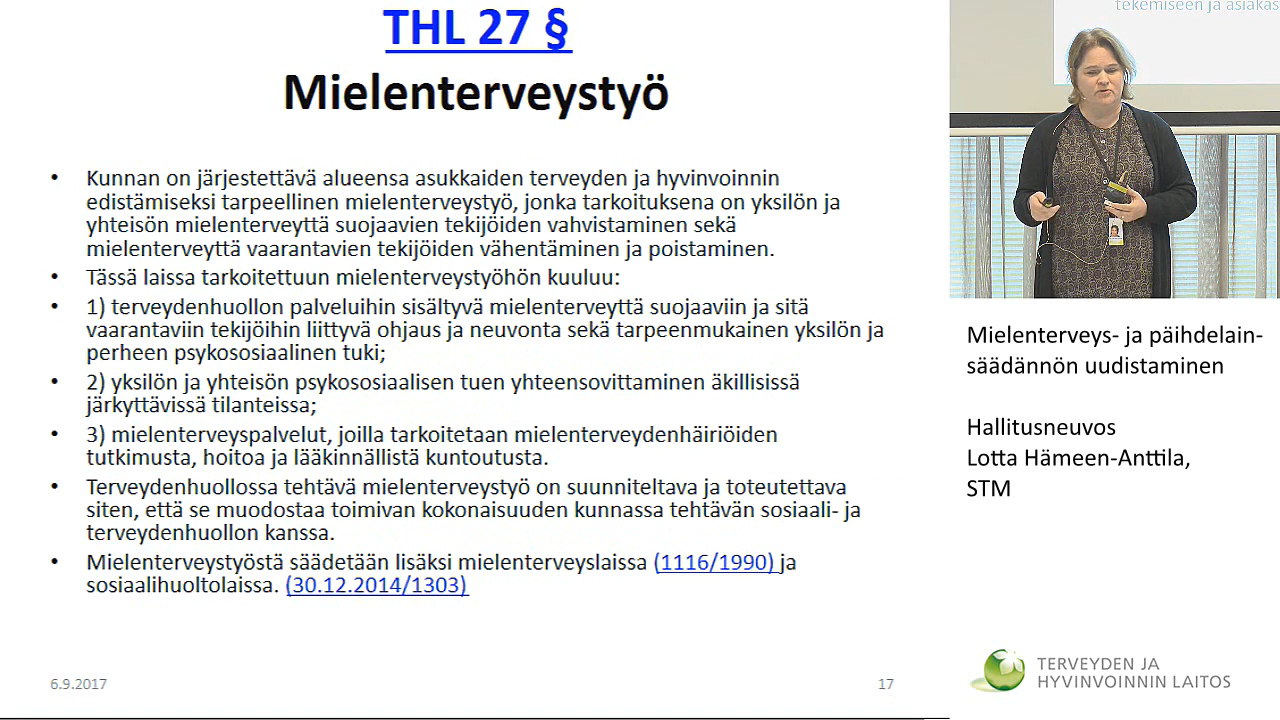 THL 27 §
Mielenterveystyö
• Kunnan on järjestettävä alueensa asukkaiden terveyden ja hyvinvoinnin
edistämiseksi tarpeellinen mielenterveystyö, jonka tarkoituksena on yksilön ja
yhteisön mielenterveyttä suojaavien tekijöiden vahvistaminen sekä
mielenterveyttä vaarantavien tekijöiden vähentäminen ja poistaminen.
• Tässä laissa tarkoitettuun mielenterveystyöhön kuuluu:
• 1) terveydenhuollon palveluihin sisältyvä mielenterveyttä suojaaviin ja sitä
vaarantaviin tekijöihin liittyvä ohjaus ja neuvonta sekä tarpeenmukainen yksilön ja
perheen psykososiaalinen tuki;
• 2) yksilön ja yhteisön psykososiaalisen tuen yhteensovittaminen äkillisissä
järkyttävissä tilanteissa;
• 3) mielenterveyspalvelut, joilla tarkoitetaan mielenterveydenhäiriöiden
tutkimusta, hoitoa ja lääkinnällistä kuntoutusta.
• Terveydenhuollossa tehtävä mielenterveystyö on suunniteltava ja toteutettava
siten, että se muodostaa toimivan kokonaisuuden kunnassa tehtävän sosiaali- ja
terveydenhuollon kanssa.
• Mielenterveystyöstä säädetään lisäksi mielenterveyslaissa (1116/1990) ja
sosiaalihuoltolaissa. (30.12.2014/1303)
6.9.2017
17
tekemiseen ja asiakas
Mielenterveys- ja päihdelain-
säädännön uudistaminen
Hallitusneuvos
Lotta Hämeen-Anttila,
STM
TERVEYDEN JA
HYVINVOINNIN LAITOS